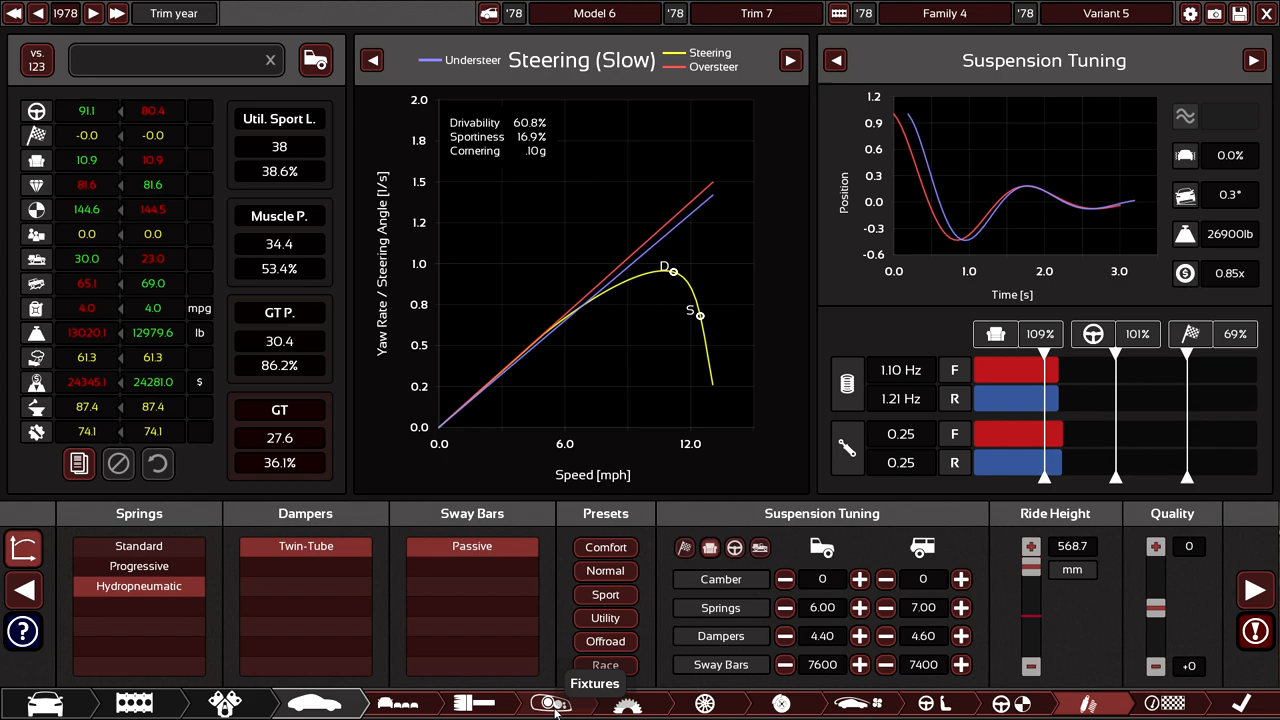 1978 Trim year '78 Model 6 '78 Trim 7 '78 Family 4 '78 Variant 5
vs.
123
x
91.1 80.4
-0.0 -0.0
10.9 10.9
81.6 81.6
144.6 144.5
0.0 0.0
30.0 23.0
65.1 69.0
4.0 4.0 mpg
13020.1 12979.6 lb
61.3 61.3
24345.1 24281.0 $
87.4 87.4
74.1 74.1
Util. Sport L.
38
38.6%
Muscle P.
34.4
53.4%
GT P.
30.4
86.2%
GT
27.6
36.1%
Understeer Steering (Slow) Steering
Oversteer
Drivability 60.8%
Sportiness 16.9%
Cornering .10g
Yaw Rate / Steering Angle [1/s]
2.0
1.8
1.5
1.2
1.0
0.8
0.5
0.2
0.0
D
S
0.0 6.0 12.0
Speed [mph]
Suspension Tuning
Position
1.2
0.9
0.6
0.3
0.0
-0.3
-0.6
0.0 1.0 2.0 3.0
Time [s]
0.0%
0.3°
26900lb
$ 0.85x
109% 101% 69%
1.10 Hz F
1.21 Hz R
0.25 F
0.25 R
Springs Dampers Sway Bars Presets Suspension Tuning Ride Height Quality
Standard
Progressive
Hydropneumatic
Twin-Tube
Passive
Comfort
Normal
Sport
Utility
Offroad
Race
Camber 0 0
Springs 6.00 7.00
Dampers 4.40 4.60
Sway Bars 7600 7400
568.7
mm
0
+0
?
Fixtures